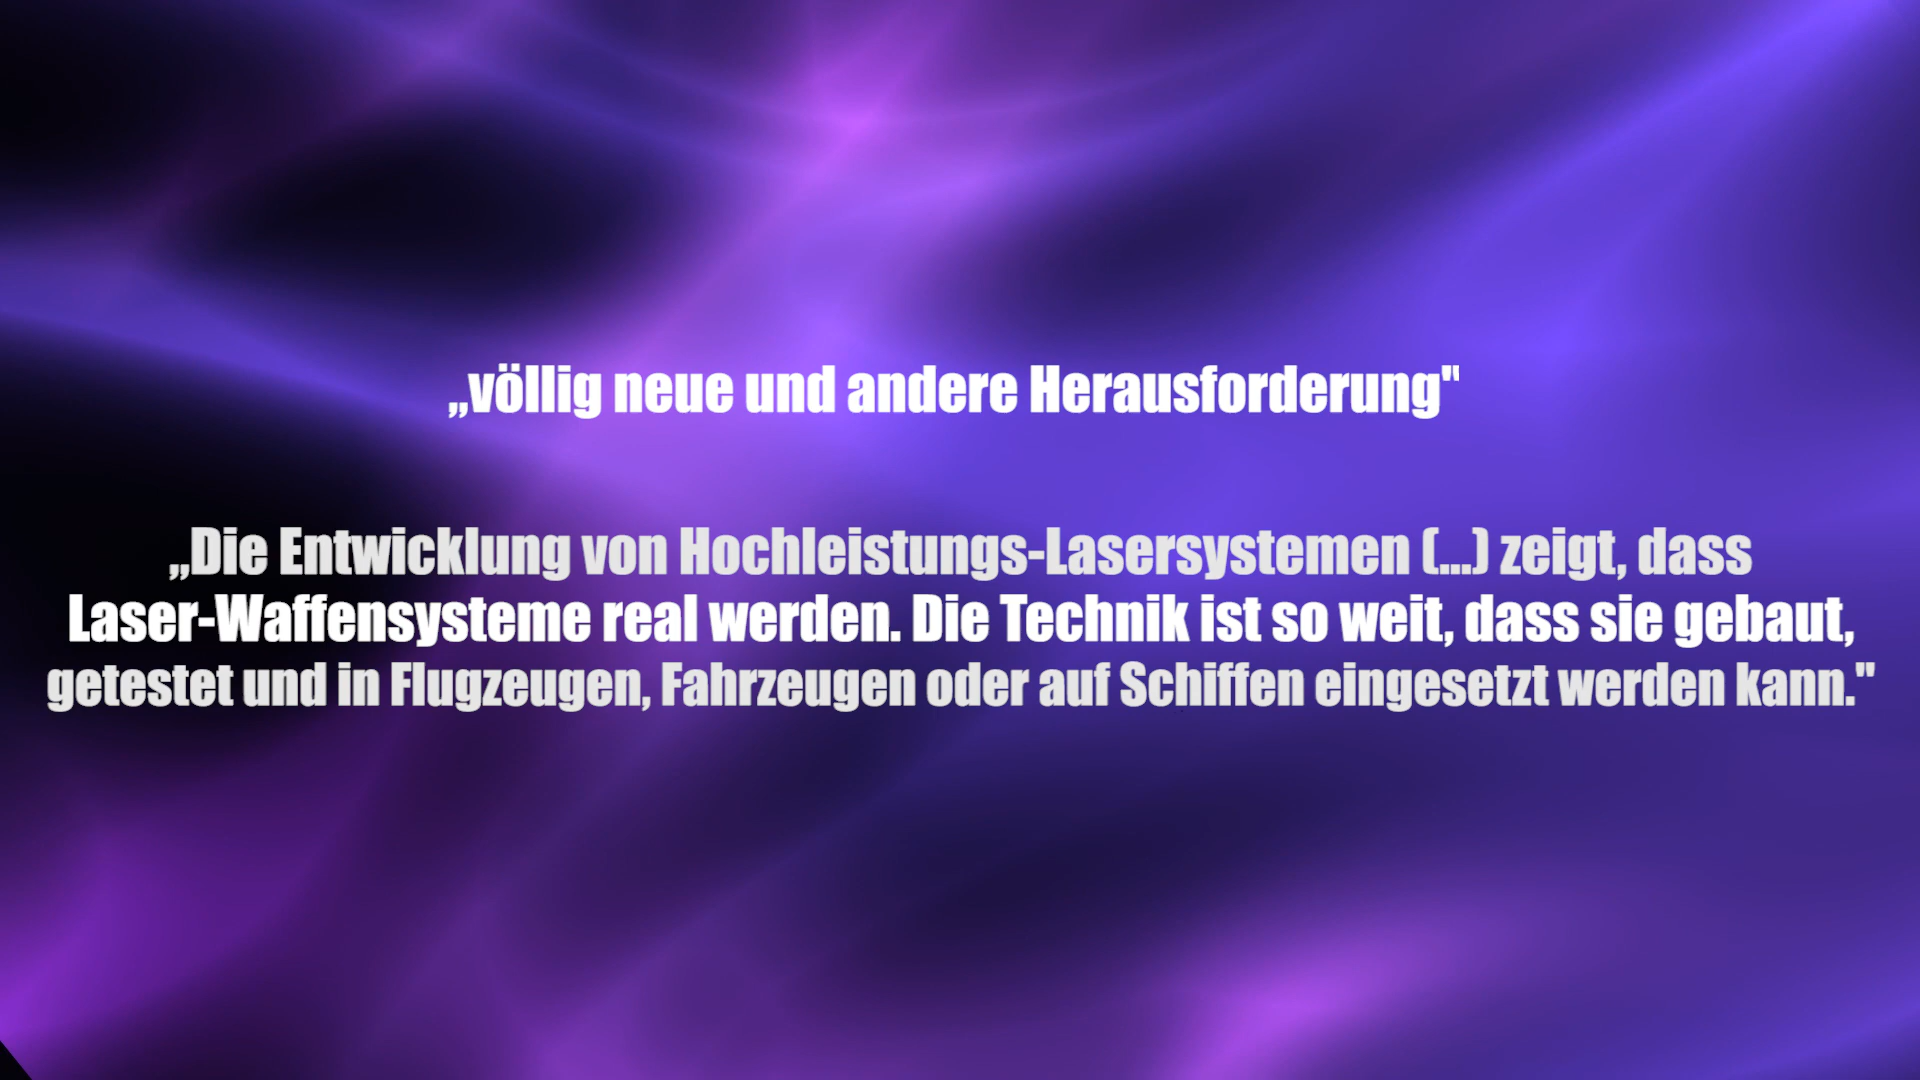 „völlig neue und andere Herausforderung"
„Die Entwicklung von Hochleistungs-Lasersystemen (...) zeigt, dass
Laser-Waffensysteme real werden. Die Technik ist so weit, dass sie gebaut,
getestet und in Flugzeugen, Fahrzeugen oder auf Schiffen eingesetzt werden kann."